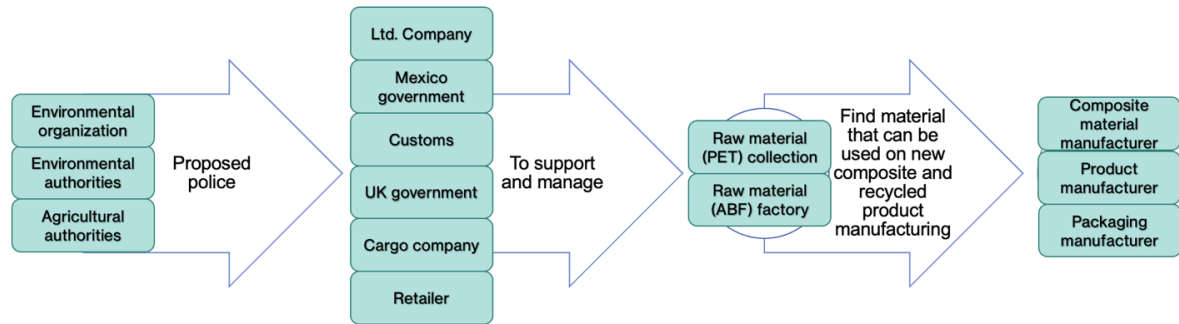 Environmental
organization
Environmental
authorities
Agricultural
authorities
Proposed
police
Ltd. Company
Mexico
government
Customs
UK government
Cargo company
Retailer
To support
and manage
Raw material
(PET) collection
Raw material
(ABF) factory
Find material
that can be
used on new
composite and
recycled
product
manufacturing
Composite
material
manufacturer
Product
manufacturer
Packaging
manufacturer